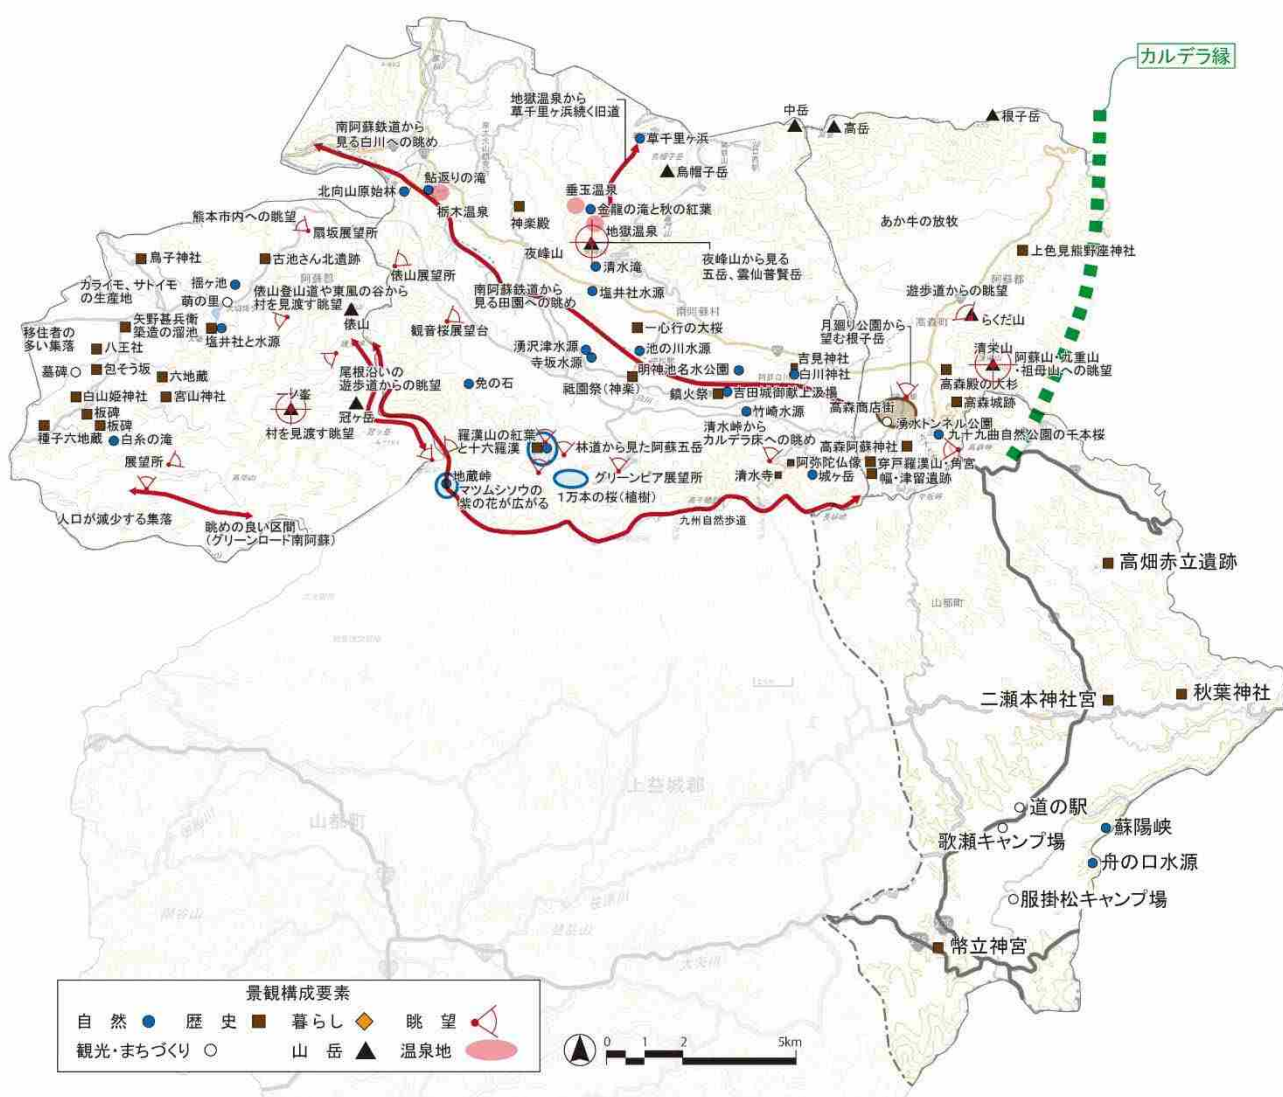 カルデラ縁
中岳
高岳
根子岳
地獄温泉から
草千里ヶ浜続く旧道
南阿蘇鉄道から
見る白川への眺め
草千里ヶ浜
烏帽子岳
烏帽子岳
鮎返りの滝
北向山原始林
栃木温泉
垂玉温泉
金龍の滝と秋の紅葉
神楽殿
地獄温泉
夜峰山
夜峰山から見る
五岳、雲仙普賢岳
清水滝
あか牛の放牧
上色見熊野座神社
熊本市内への眺望
扇坂展望所
鳥子神社
古池さん北遺跡
俵山展望所
阿蘇郡
カライモ、サトイモ
の生産地
揺ヶ池
萌の里
俵山登山道や東風の谷から
村を見渡す眺望
俵山
南阿蘇鉄道から
見る田園への眺め
塩井社水源
南阿蘇村
阿蘇郡
高森町
遊歩道からの眺望
らくだ山
月廻り公園から
望む根子岳
移住者の
多い集落
矢野甚兵衛
築造の溜池
塩井社と水源
観音桜展望台
一心行の大桜
湧沢津水源
池の川水源
寺坂水源
吉見神社
明神池名水公園
白川神社
清栄山
阿蘇山・九重山
・祖母山への眺望
八王社
墓碑
包そう坂
六地蔵
尾根沿いの
遊歩道からの眺望
免の石
祇園祭(神楽)
鎮火祭
吉田城御献上汲場
高森殿の大杉
高森城跡
白山姫神社
宮山神社
板碑
板碑
種子六地蔵
白糸の滝
村を見渡す眺望
冠ヶ岳
竹崎水源
高森商店街
湧水トンネル公園
清水峠から
カルデラ床への眺め
高森阿蘇神社
九十九曲自然公園の千本桜
羅漢山の紅葉
と十六羅漢
林道から見た阿蘇五岳
展望所
地蔵峠
マツムシソウの
紫の花が広がる
グリーンピア展望所
1万本の桜(植樹)
清水寺
阿弥陀仏像
城ヶ岳
穿戸羅漢山・角宮
幅・津留遺跡
人口が減少する集落
眺めの良い区間
(グリーンロード南阿蘇)
九州自然歩道
高畑赤立遺跡
山都町
二瀬本神社宮
秋葉神社
上益城郡
山都町
道の駅
蘇陽峡
歌瀬キャンプ場
舟の口水源
服掛松キャンプ場
幣立神宮
景観構成要素
自然 歴史 暮らし 眺望
観光・まちづくり 山岳 温泉地
0 1 2 5km